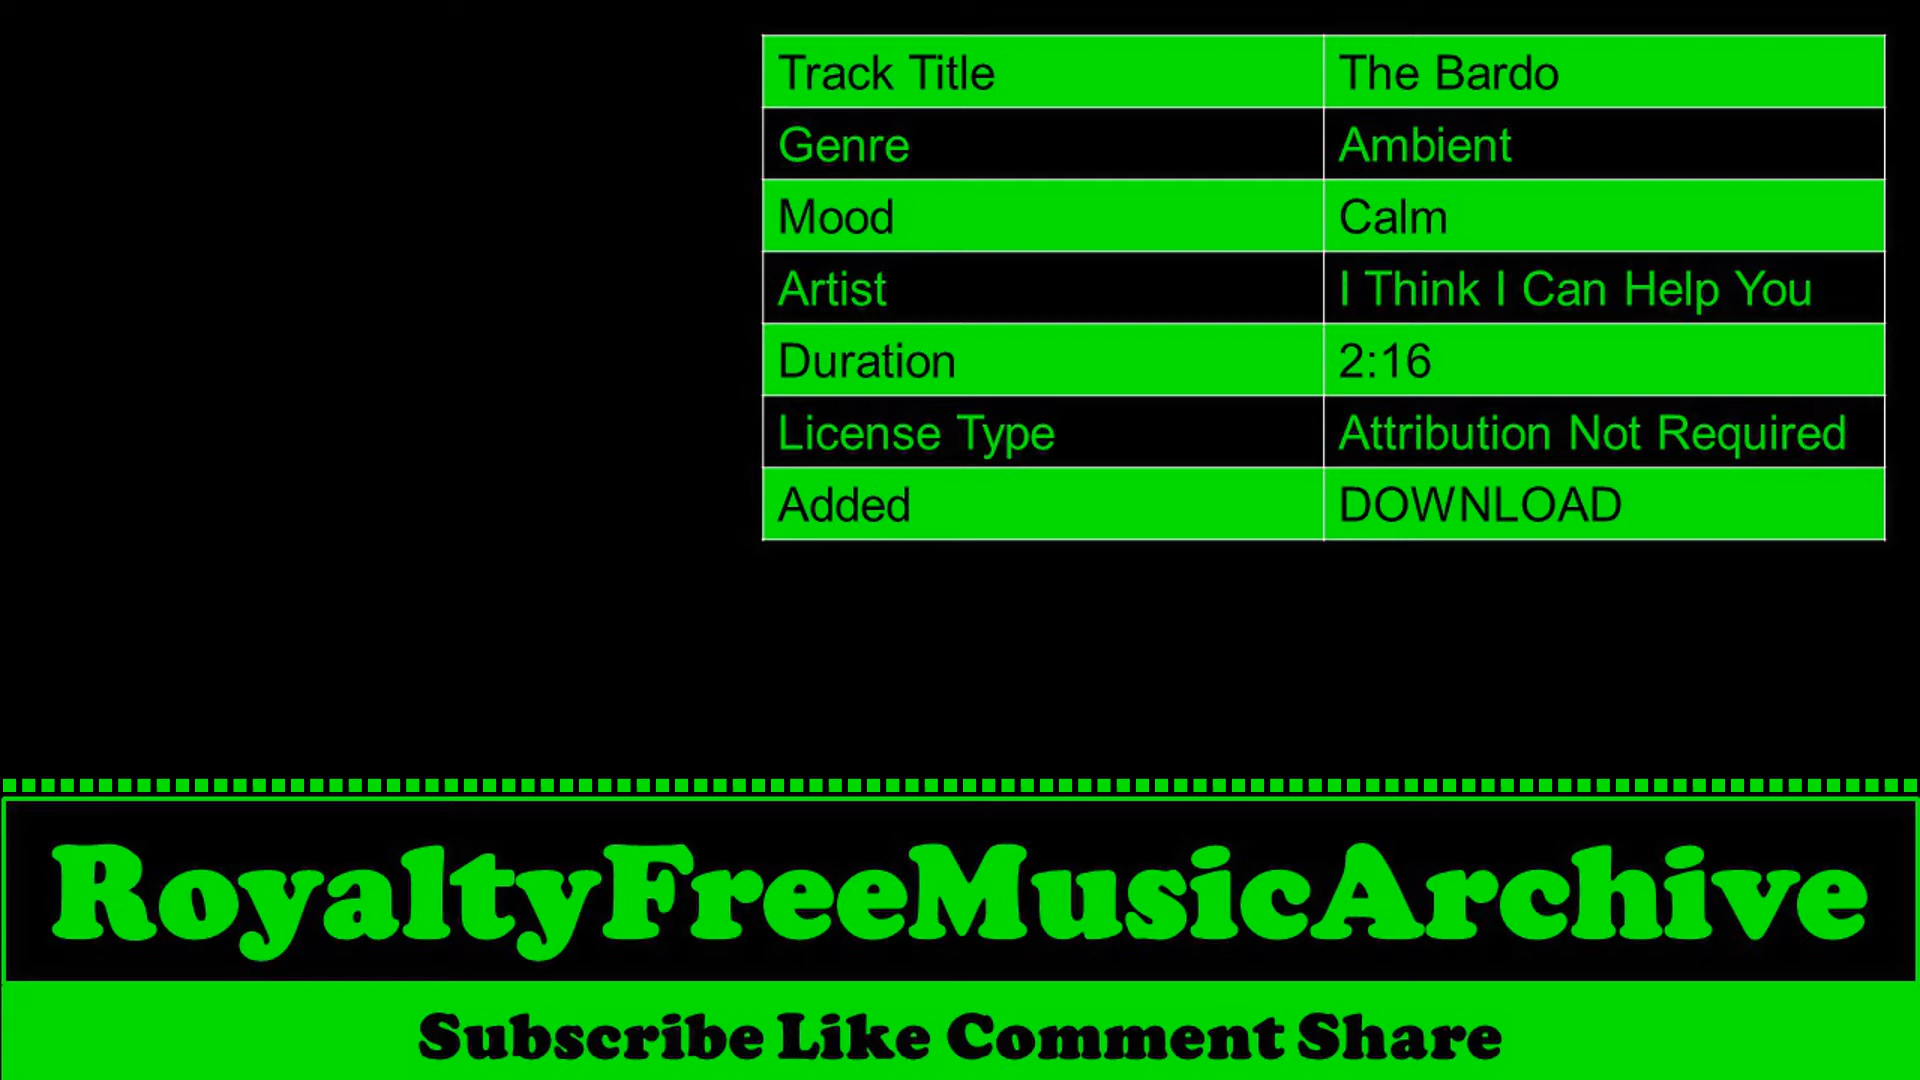 Track Title The Bardo
Genre Ambient
Mood Calm
Artist I Think I Can Help You
Duration 2:16
License Type Attribution Not Required
Added DOWNLOAD
RoyaltyFreeMusicArchive
Subscribe Like Comment Share